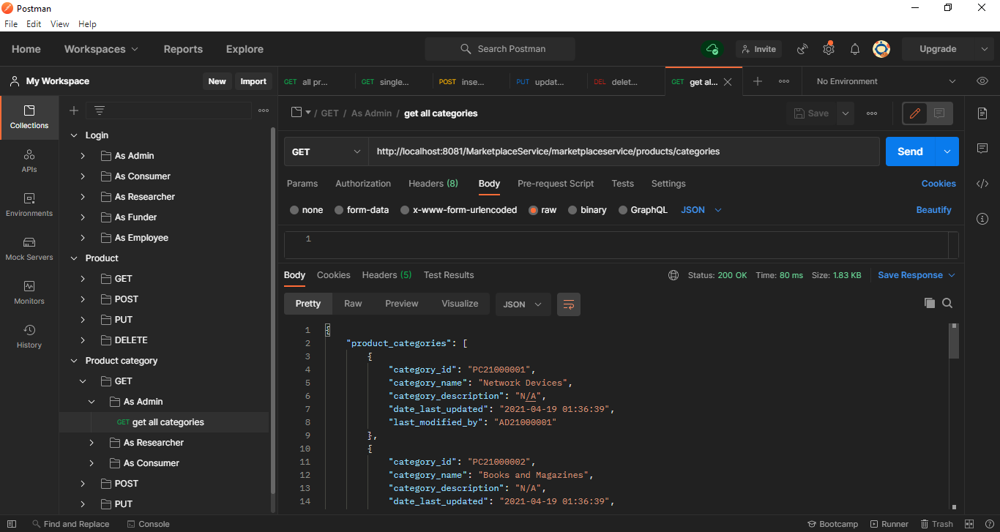 Postman
File Edit View Help
Home Workspaces Reports Explore Search Postman Invite Upgrade
My Workspace New Import GET all pr... GET single... POST inse... PUT updat... DEL delet... GET get al... No Environment
Collections
APIs
Environments
Mock Servers
Monitors
History
Login
As Admin
As Consumer
As Researcher
As Funder
As Employee
Product
GET
POST
PUT
DELETE
Product category
GET
As Admin
GET get all categories
As Researcher
As Consumer
POST
PUT
/ GET / As Admin / get all categories Save
GET http://localhost:8081/MarketplaceService/marketplaceservice/products/categories Send
Params Authorization Headers (8) Body Pre-request Script Tests Settings Cookies
none form-data x-www-form-urlencoded raw binary GraphQL JSON Beautify
1
Body Cookies Headers (5) Test Results Status: 200 OK Time: 80 ms Size: 1.83 KB Save Response
Pretty Raw Preview Visualize JSON
1 {
2 "product_categories": [
3 {
4 "category_id": "PC21000001",
5 "category_name": "Network Devices",
6 "category_description": "N/A",
7 "date_last_updated": "2021-04-19 01:36:39",
8 "last_modified_by": "AD21000001"
9 },
10 {
11 "category_id": "PC21000002",
12 "category_name": "Books and Magazines",
13 "category_description": "N/A",
14 "date_last_updated": "2021-04-19 01:36:39",
Find and Replace Console Bootcamp Runner Trash